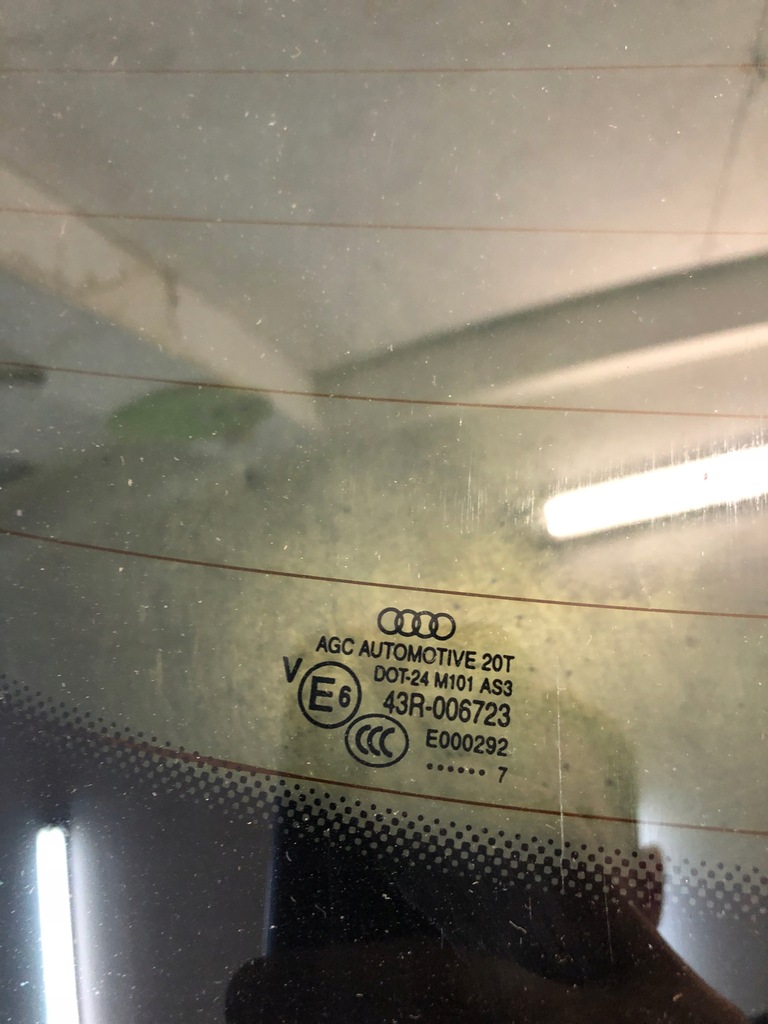 AGC AUTOMOTIVE 20T
DOT-24 M101 AS3
V E6 43R-006723
CCC E000292
...... 7